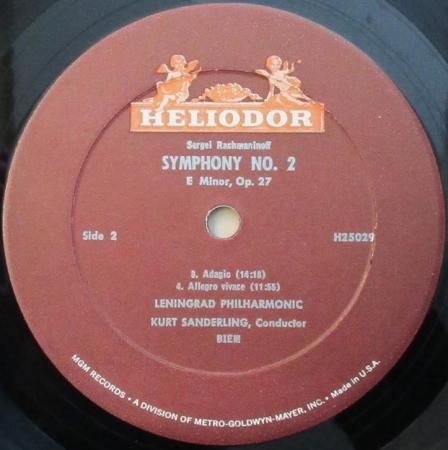 HELIODOR
Sergei Rachmaninoff
SYMPHONY NO. 2
E Minor, Op. 27
Side 2
H25029
3. Adagio (14:18)
4. Allegro vivace (11:55)
LENINGRAD PHILHARMONIC
KURT SANDERLING, Conductor
BIEM
MGM RECORDS • A DIVISION OF METRO-GOLDWYN-MAYER, INC. • Made in U.S.A.